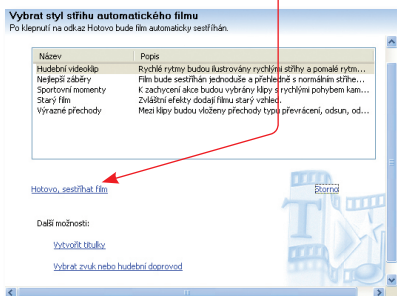 Vybrat styl střihu automatického filmu
Po klepnutí na odkaz Hotovo bude film automaticky sestříhán.
Název Popis
Hudební videoklip Rychlé rytmy budou ilustrovány rychlými střihy a pomalé rytm...
Nejlepší záběry Film bude sestříhán jednoduše a přehledně s normálním střihe...
Sportovní momenty K zachycení akce budou vybrány klipy s rychlými pohybem kam...
Starý film Zvláštní efekty dodají filmu starý vzhled.
Výrazné přechody Mezi klipy budou vloženy přechody typu převrácení, odsun, od...
Hotovo, sestříhat film Storno
Další možnosti:
Vytvořit titulky
Vybrat zvuk nebo hudební doprovod